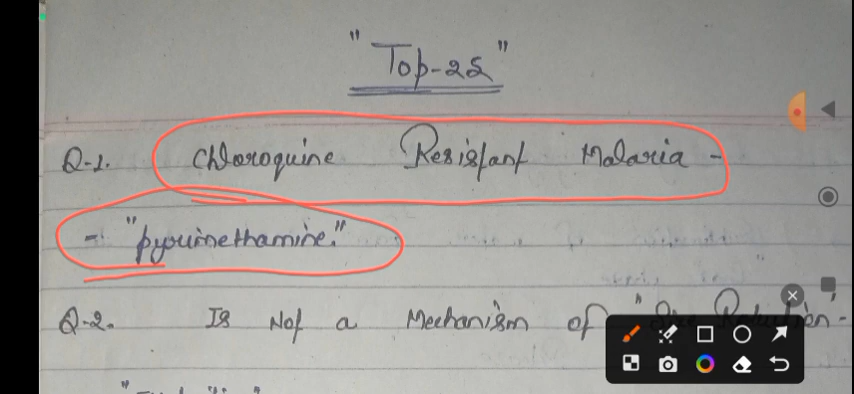 "Top-25"
Q-1. Chloroquine Resistant Malaria -
- "pyrimethamine."
Q-2. Is Not a Mechanism of "